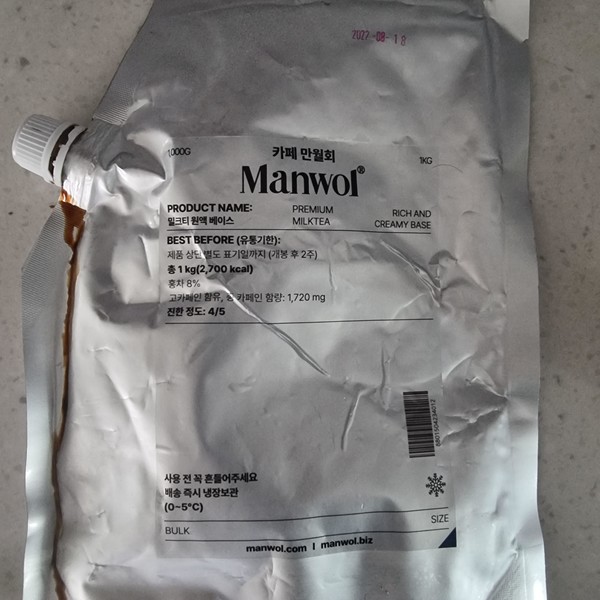 2022-08-18
카페 만월회
1000G
1KG
Manwol®
PRODUCT NAME:
밀크티 원액 베이스
PREMIUM
MILKTEA
RICH AND
CREAMY BASE
BEST BEFORE (유통기한):
제품 상단 별도 표기일까지 (개봉 후 2주)
총 1 kg(2,700 kcal)
홍차 8%
고카페인 함유, 총 카페인 함량: 1,720 mg
진한 정도: 4/5
사용 전 꼭 흔들어주세요
배송 즉시 냉장보관
(0~5°C)
BULK
SIZE
manwol.com | manwol.biz